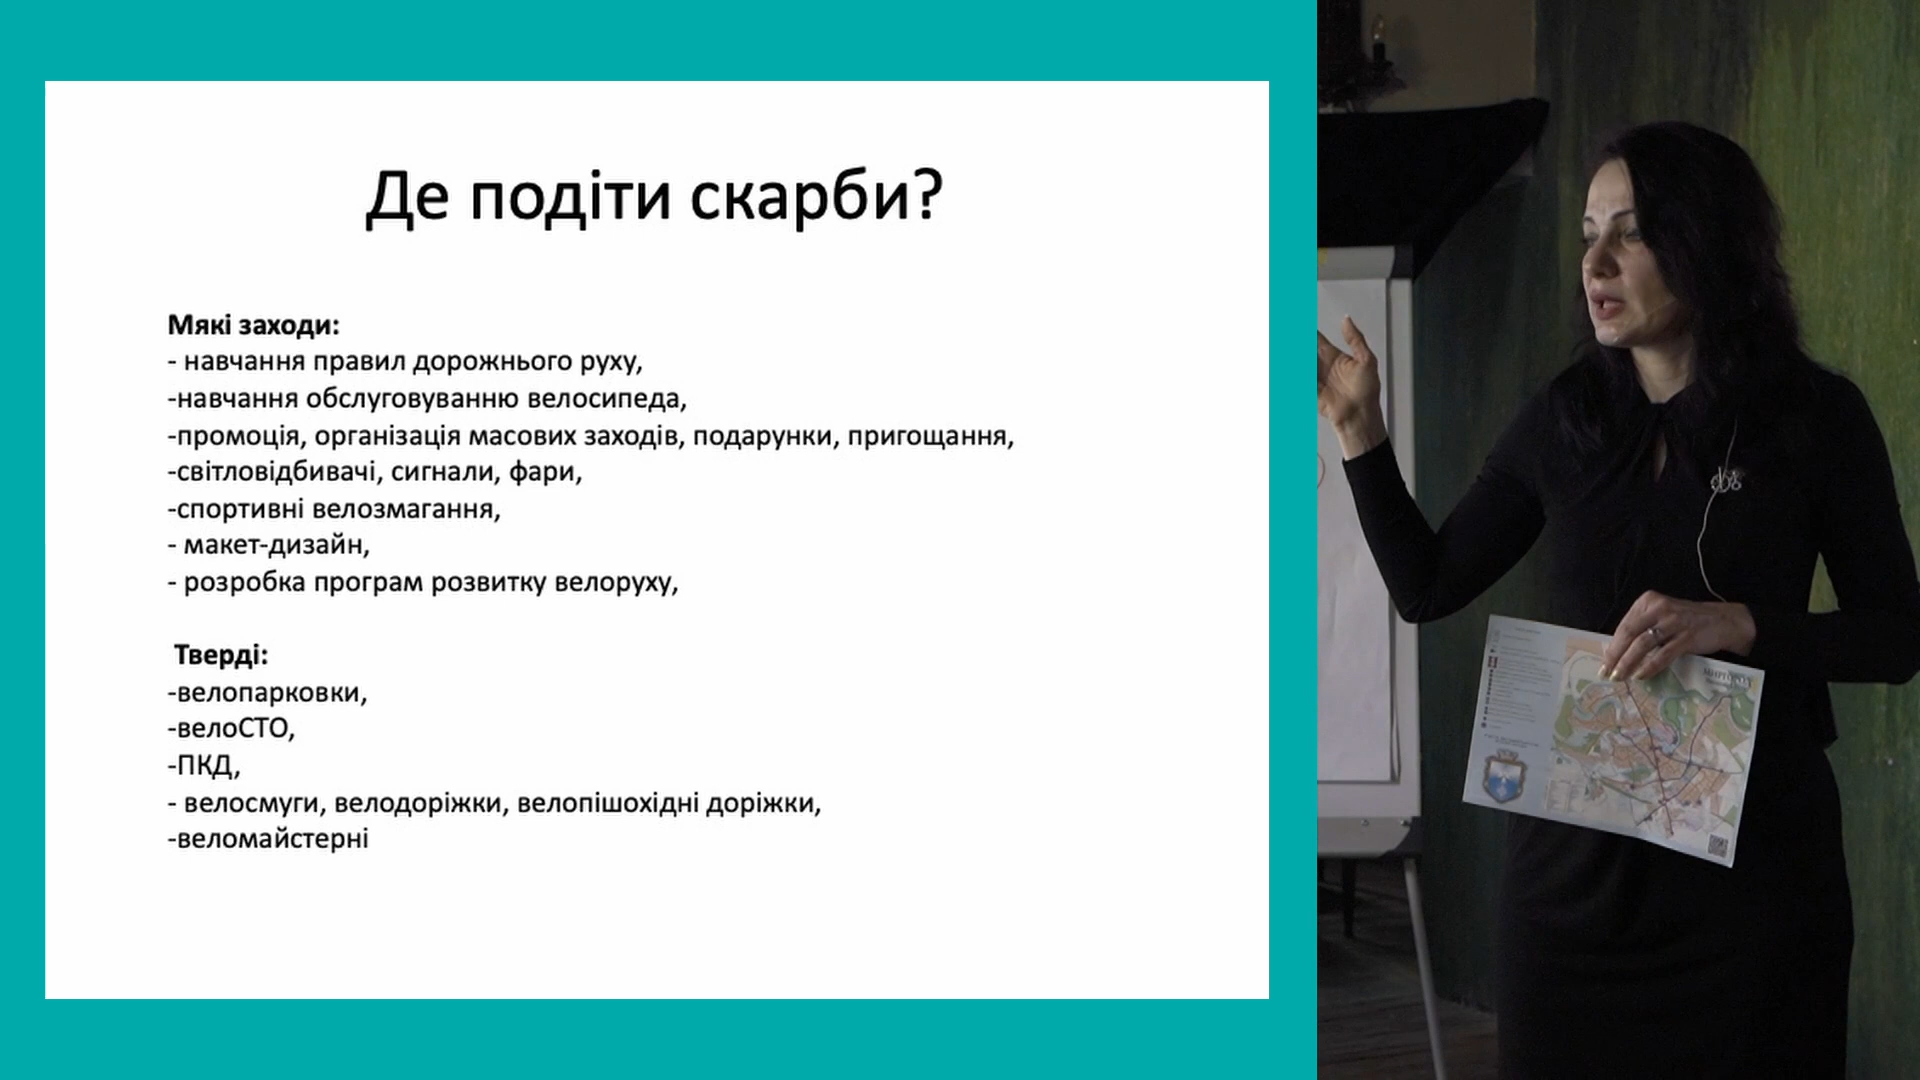 Де подіти скарби?
Мякі заходи:
- навчання правил дорожнього руху,
-навчання обслуговуванню велосипеда,
-промоція, організація масових заходів, подарунки, пригощання,
-світловідбивачі, сигнали, фари,
-спортивні велозмагання,
- макет-дизайн,
- розробка програм розвитку велоруху,
Тверді:
-велопарковки,
-велоСТО,
-ПКД,
- велосмуги, велодоріжки, велопішохідні доріжки,
-веломайстерні